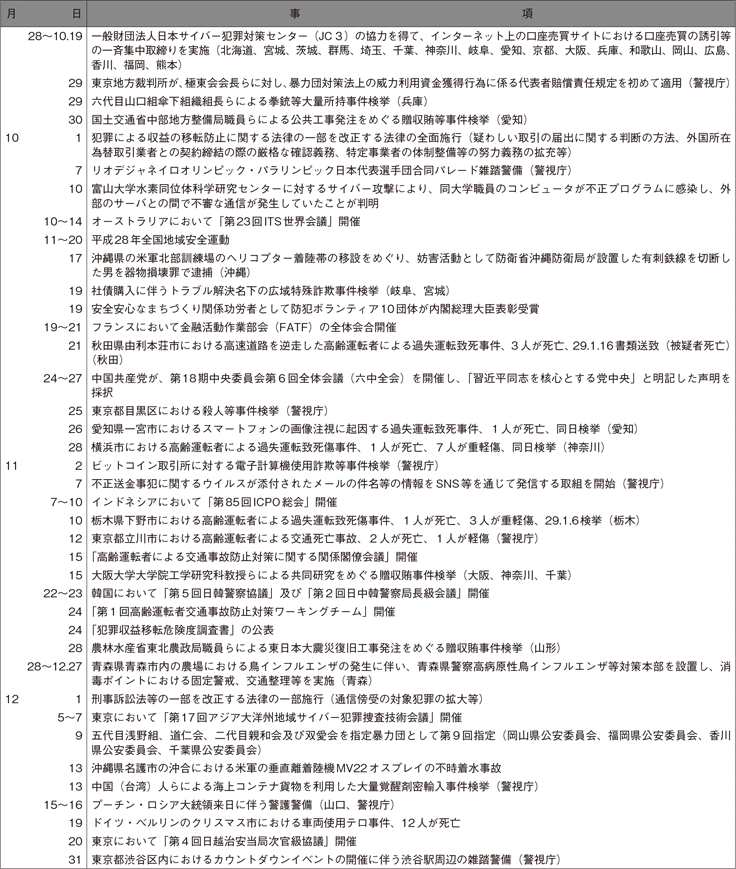 月 日 事 項
28～10.19 一般財団法人日本サイバー犯罪対策センター（JC３）の協力を得て、インターネット上の口座売買サイトにおける口座売買の誘引等
の一斉集中取締りを実施（北海道、宮城、茨城、群馬、埼玉、千葉、神奈川、岐阜、愛知、京都、大阪、兵庫、和歌山、岡山、広島、
香川、福岡、熊本）
29 東京地方裁判所が、極東会会長らに対し、暴力団対策法上の威力利用資金獲得行為に係る代表者賠償責任規定を初めて適用（警視庁）
29 六代目山口組傘下組織組長らによる拳銃等大量所持事件検挙（兵庫）
30 国土交通省中部地方整備局職員らによる公共工事発注をめぐる贈収賄等事件検挙（愛知）
10 1 犯罪による収益の移転防止に関する法律の一部を改正する法律の全面施行（疑わしい取引の届出に関する判断の方法、外国所在
為替取引業者との契約締結の際の厳格な確認義務、特定事業者の体制整備等の努力義務の拡充等）
7 リオデジャネイロオリンピック・パラリンピック日本代表選手団合同パレード雑踏警備（警視庁）
10 富山大学水素同位体科学研究センターに対するサイバー攻撃により、同大学職員のコンピュータが不正プログラムに感染し、外
部のサーバとの間で不審な通信が発生していたことが判明
10～14 オーストラリアにおいて「第23回ITS世界会議」開催
11～20 平成28年全国地域安全運動
17 沖縄県の米軍北部訓練場のヘリコプター着陸帯の移設をめぐり、妨害活動として防衛省沖縄防衛局が設置した有刺鉄線を切断し
た男を器物損壊罪で逮捕（沖縄）
19 社債購入に伴うトラブル解決名下の広域特殊詐欺事件検挙（岐阜、宮城）
19 安全安心なまちづくり関係功労者として防犯ボランティア10団体が内閣総理大臣表彰受賞
19～21 フランスにおいて金融活動作業部会（FATF）の全体会合開催
21 秋田県由利本荘市における高速道路を逆走した高齢運転者による過失運転致死事件、３人が死亡、29.1.16書類送致（被疑者死亡）
（秋田）
24～27 中国共産党が、第18期中央委員会第６回全体会議（六中全会）を開催し、「習近平同志を核心とする党中央」と明記した声明を
採択
25 東京都目黒区における殺人等事件検挙（警視庁）
26 愛知県一宮市におけるスマートフォンの画像注視に起因する過失運転致死事件、１人が死亡、同日検挙（愛知）
28 横浜市における高齢運転者による過失運転致死傷事件、１人が死亡、７人が重軽傷、同日検挙（神奈川）
11 2 ビットコイン取引所に対する電子計算機使用詐欺等事件検挙（警視庁）
7 不正送金事犯に関するウイルスが添付されたメールの件名等の情報をSNS等を通じて発信する取組を開始（警視庁）
7～10 インドネシアにおいて「第85回ICPO総会」開催
10 栃木県下野市における高齢運転者による過失運転致死傷事件、１人が死亡、３人が重軽傷、29.1.6検挙（栃木）
12 東京都立川市における高齢運転者による交通死亡事故、２人が死亡、１人が軽傷（警視庁）
15 「高齢運転者による交通事故防止対策に関する関係閣僚会議」開催
15 大阪大学大学院工学研究科教授らによる共同研究をめぐる贈収賄事件検挙（大阪、神奈川、千葉）
22～23 韓国において「第５回日韓警察協議」及び「第２回日中韓警察局長級会議」開催
24 「第１回高齢運転者交通事故防止対策ワーキングチーム」開催
24 「犯罪収益移転危険度調査書」の公表
28 農林水産省東北農政局職員らによる東日本大震災復旧工事発注をめぐる贈収賄事件検挙（山形）
28～12.27 青森県青森市内の農場における鳥インフルエンザの発生に伴い、青森県警察高病原性鳥インフルエンザ等対策本部を設置し、消
毒ポイントにおける固定警戒、交通整理等を実施（青森）
12 1 刑事訴訟法等の一部を改正する法律の一部施行（通信傍受の対象犯罪の拡大等）
5～7 東京において「第17回アジア大洋州地域サイバー犯罪捜査技術会議」開催
9 五代目浅野組、道仁会、二代目親和会及び双愛会を指定暴力団として第９回指定（岡山県公安委員会、福岡県公安委員会、香川
県公安委員会、千葉県公安委員会）
13 沖縄県名護市の沖合における米軍の垂直離着陸機MV22オスプレイの不時着水事故
13 中国（台湾）人らによる海上コンテナ貨物を利用した大量覚醒剤密輸入事件検挙（警視庁）
15～16 プーチン・ロシア大統領来日に伴う警護警備（山口、警視庁）
19 ドイツ・ベルリンのクリスマス市における車両使用テロ事件、12人が死亡
20 東京において「第４回日越治安当局次官級協議」開催
31 東京都渋谷区内におけるカウントダウンイベントの開催に伴う渋谷駅周辺の雑踏警備（警視庁）